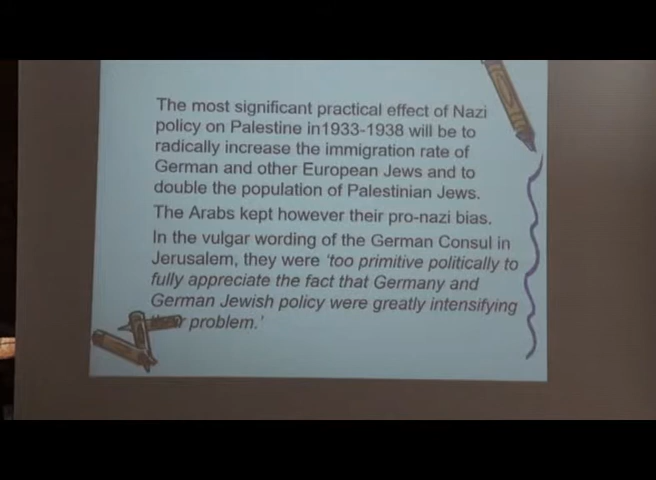 The most significant practical effect of Nazi
policy on Palestine in1933-1938 will be to
radically increase the immigration rate of
German and other European Jews and to
double the population of Palestinian Jews.
The Arabs kept however their pro-nazi bias.
In the vulgar wording of the German Consul in
Jerusalem, they were ‘too primitive politically to
fully appreciate the fact that Germany and
German Jewish policy were greatly intensifying
their problem.’